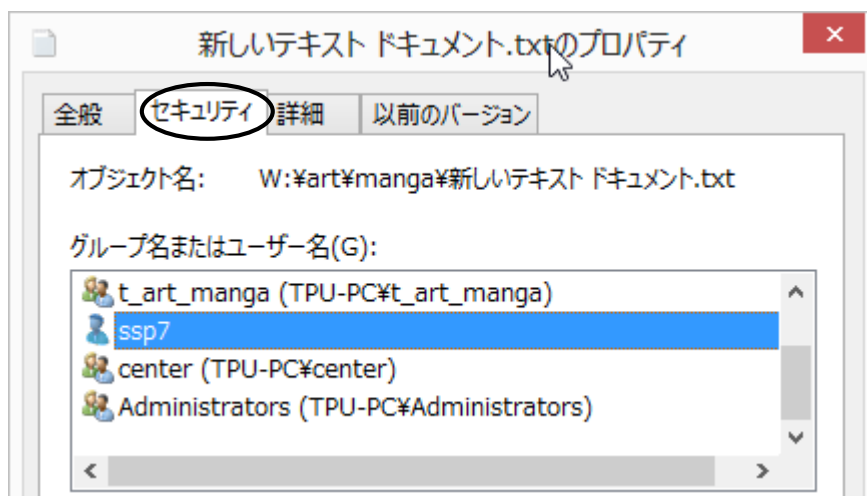 新しいテキスト ドキュメント.txtのプロパティ
全般 セキュリティ 詳細 以前のバージョン
オブジェクト名: W:¥art¥manga¥新しいテキスト ドキュメント.txt
グループ名またはユーザー名(G):
t_art_manga (TPU-PC¥t_art_manga)
ssp7
center (TPU-PC¥center)
Administrators (TPU-PC¥Administrators)